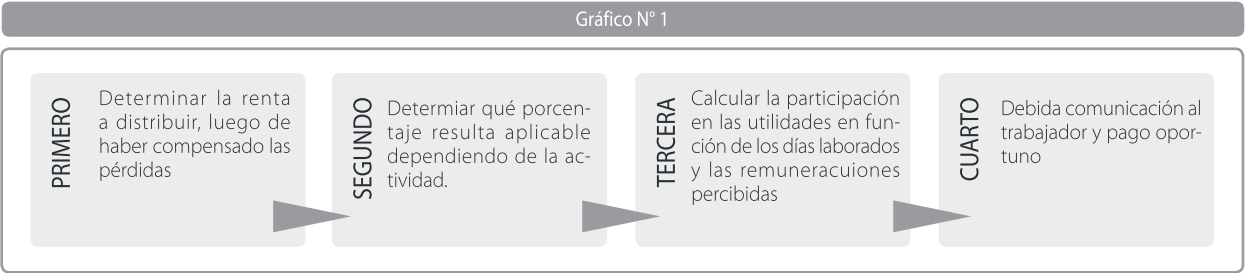 Gráfico N° 1
PRIMERO
Determinar la renta
a distribuir, luego de
haber compensado las
pérdidas
SEGUNDO
Determiar qué porcen-
taje resulta aplicable
dependiendo de la ac-
tividad.
TERCERA
Calcular la participación
en las utilidades en fun-
ción de los días laborados
y las remuneracuiones
percibidas
CUARTO
Debida comunicación al
trabajador y pago opor-
tuno